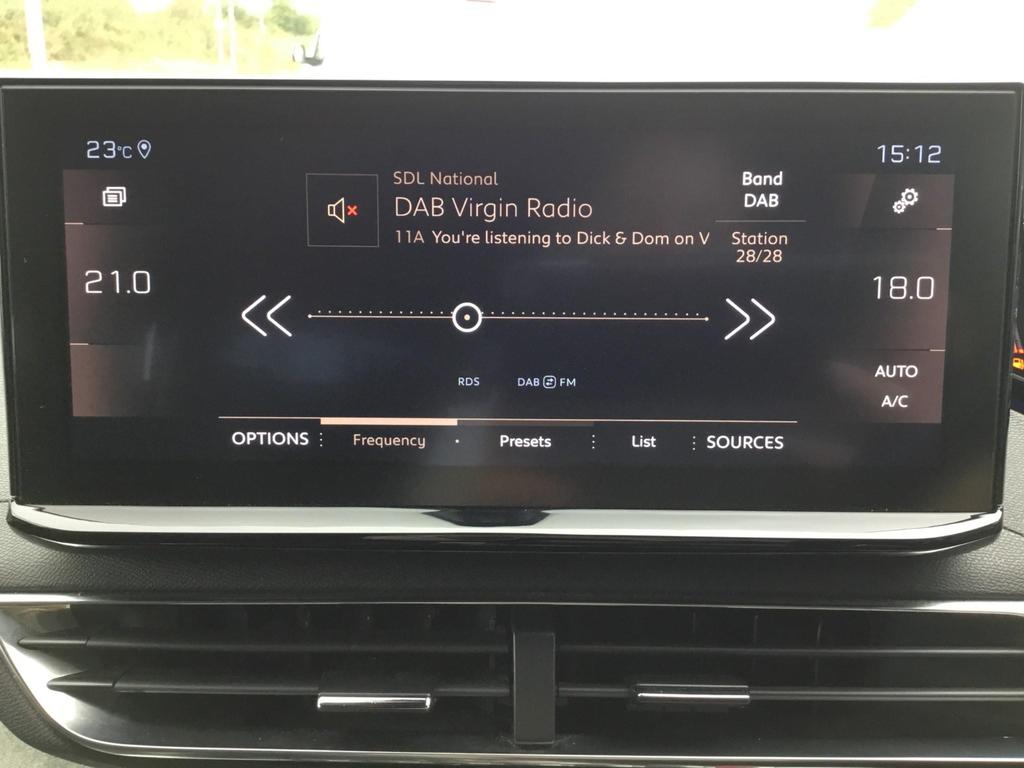 23°C
15:12
SDL National
DAB Virgin Radio
11A You're listening to Dick & Dom on V
Band
DAB
Station
28/28
21.0
18.0
RDS
DAB FM
AUTO
A/C
OPTIONS
Frequency
Presets
List
SOURCES